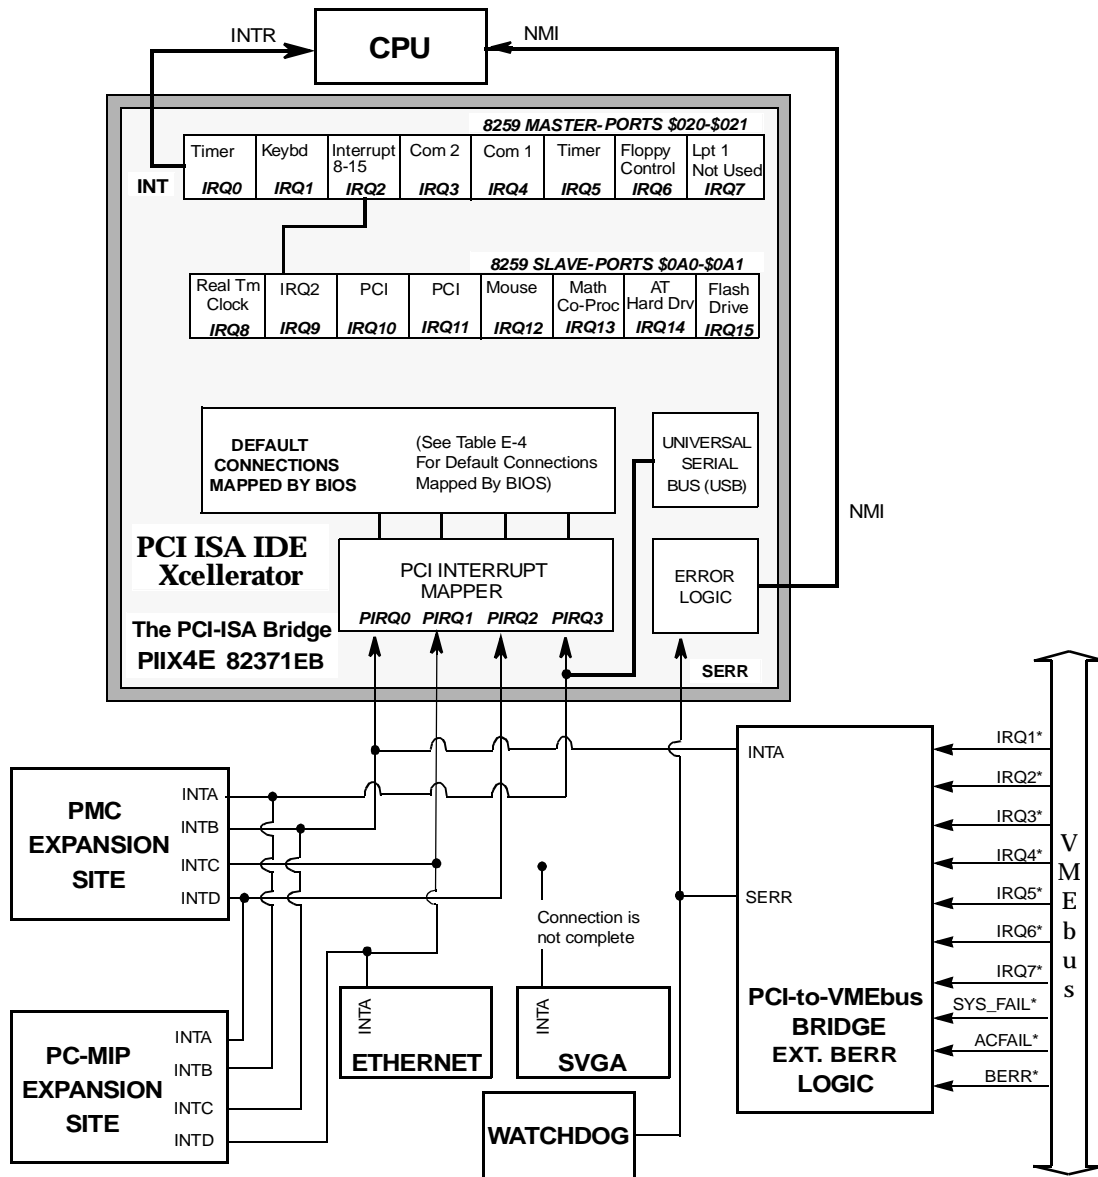 INTR
CPU
NMI
8259 MASTER-PORTS $020-$021
INT
Timer
IRQ0
Keybd
IRQ1
Interrupt
8-15
IRQ2
Com 2
IRQ3
Com 1
IRQ4
Timer
IRQ5
Floppy
Control
IRQ6
Lpt 1
Not Used
IRQ7
8259 SLAVE-PORTS $0A0-$0A1
Real Tm
Clock
IRQ8
IRQ2
IRQ9
PCI
IRQ10
PCI
IRQ11
Mouse
IRQ12
Math
Co-Proc
IRQ13
AT
Hard Drv
IRQ14
Flash
Drive
IRQ15
DEFAULT
CONNECTIONS
MAPPED BY BIOS
(See Table E-4
For Default Connections
Mapped By BIOS)
UNIVERSAL
SERIAL
BUS (USB)
NMI
PCI ISA IDE
Xcellerator
PCI INTERRUPT
MAPPER
PIRQ0
PIRQ1
PIRQ2
PIRQ3
ERROR
LOGIC
The PCI-ISA Bridge
PIIX4E 82371EB
SERR
PMC
EXPANSION
SITE
INTA
INTB
INTC
INTD
PC-MIP
EXPANSION
SITE
INTA
INTB
INTC
INTD
INTA
ETHERNET
Connection is
not complete
INTA
SVGA
WATCHDOG
INTA
SERR
PCI-to-VMEbus
BRIDGE
EXT. BERR
LOGIC
IRQ1*
IRQ2*
IRQ3*
IRQ4*
IRQ5*
IRQ6*
IRQ7*
SYS_FAIL*
ACFAIL*
BERR*
VMEbus